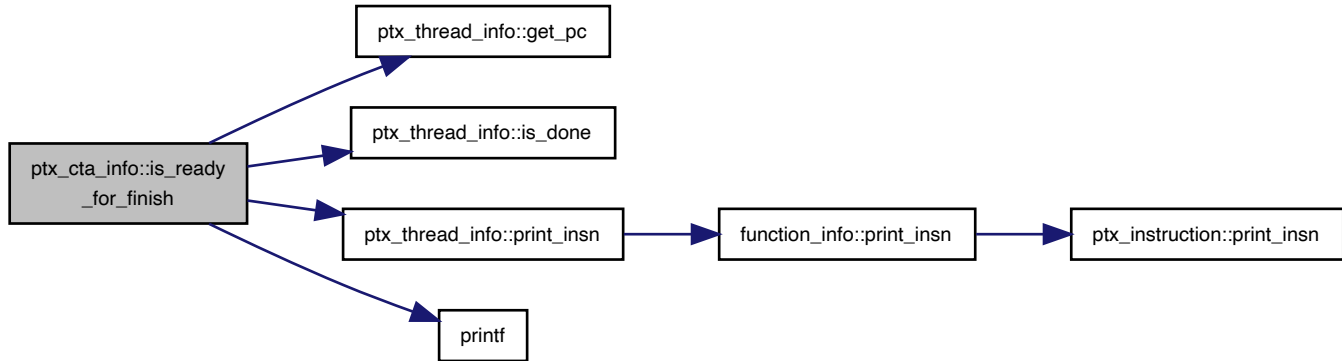 ptx_thread_info::get_pc
ptx_thread_info::is_done
ptx_cta_info::is_ready
_for_finish
ptx_thread_info::print_insn
function_info::print_insn
ptx_instruction::print_insn
printf